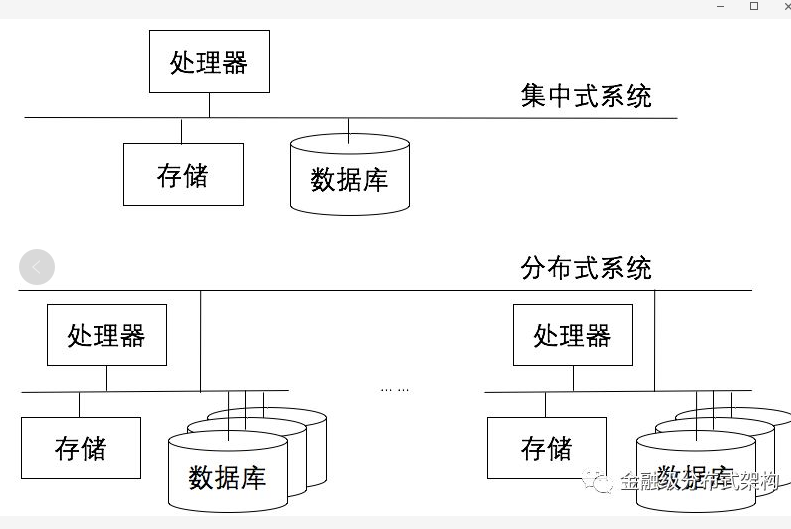 处理器
集中式系统
存储
数据库
分布式系统
处理器
处理器
... ...
存储
数据库
存储
数据库
金融级分布式架构